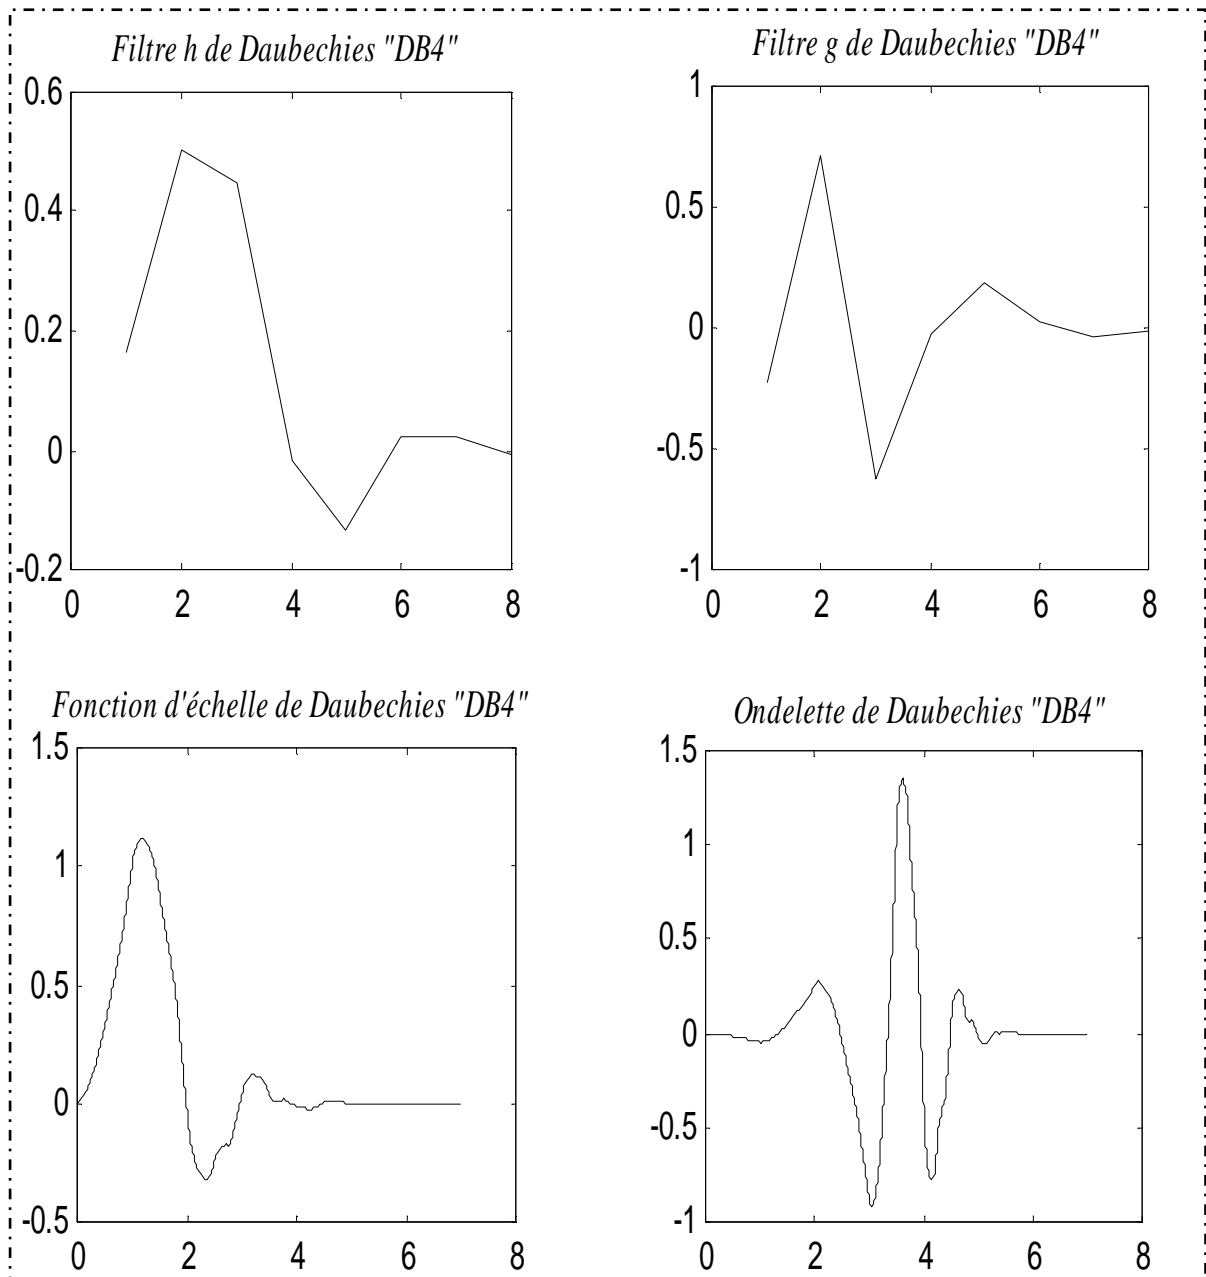 Filtre h de Daubechies "DB4"
Filtre g de Daubechies "DB4"
0.6
0.4
0.2
0
-0.2
0 2 4 6 8
1
0.5
0
-0.5
-1
0 2 4 6 8
Fonction d'échelle de Daubechies "DB4"
Ondelette de Daubechies "DB4"
1.5
1
0.5
0
-0.5
0 2 4 6 8
1.5
1
0.5
0
-0.5
-1
0 2 4 6 8